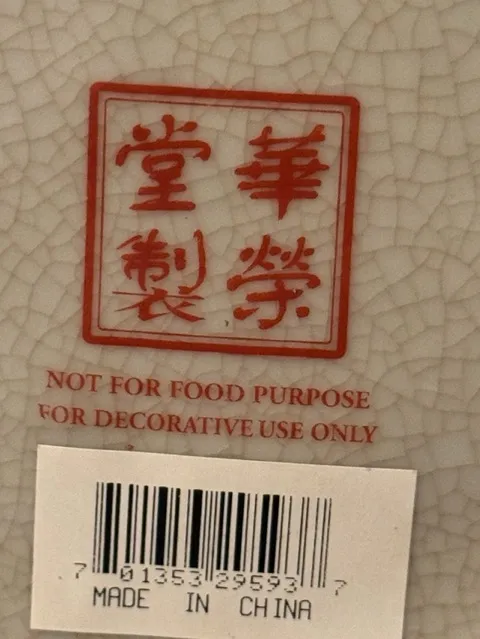 華榮
堂製
NOT FOR FOOD PURPOSE
FOR DECORATIVE USE ONLY
7 01353 29593 7
MADE IN CHINA